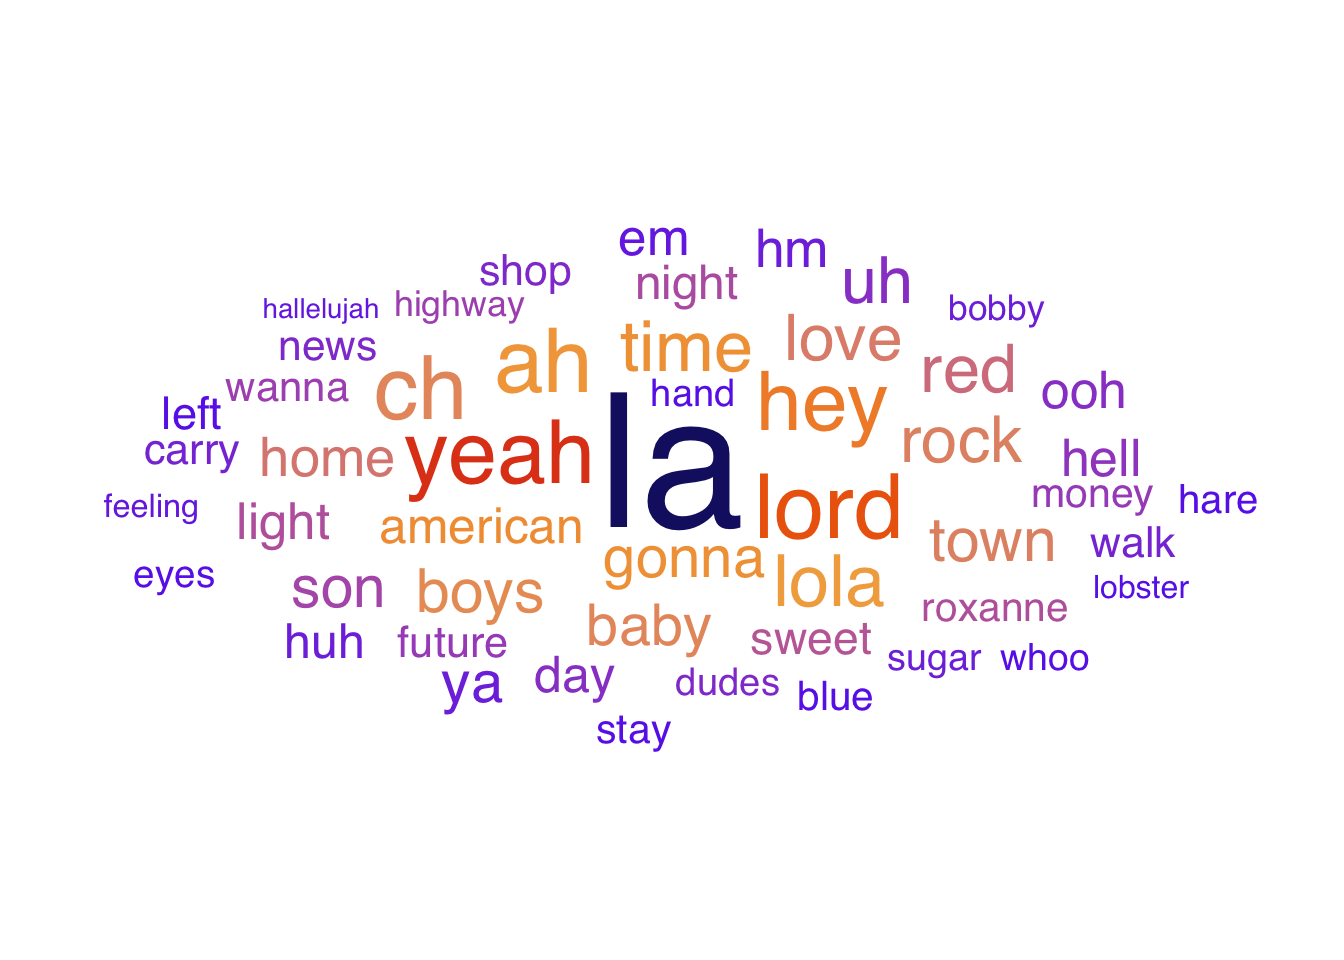 em
hm
shop
night
uh
hallelujah
highway
bobby
news
ah
time
love
wanna
ch
hand
hey
red
ooh
left
carry
home
yeah
la
rock
hell
feeling
light
american
lord
money
hare
gonna
town
walk
eyes
son
boys
lola
lobster
baby
roxanne
huh
future
sweet
sugar
whoo
ya
day
dudes
blue
stay